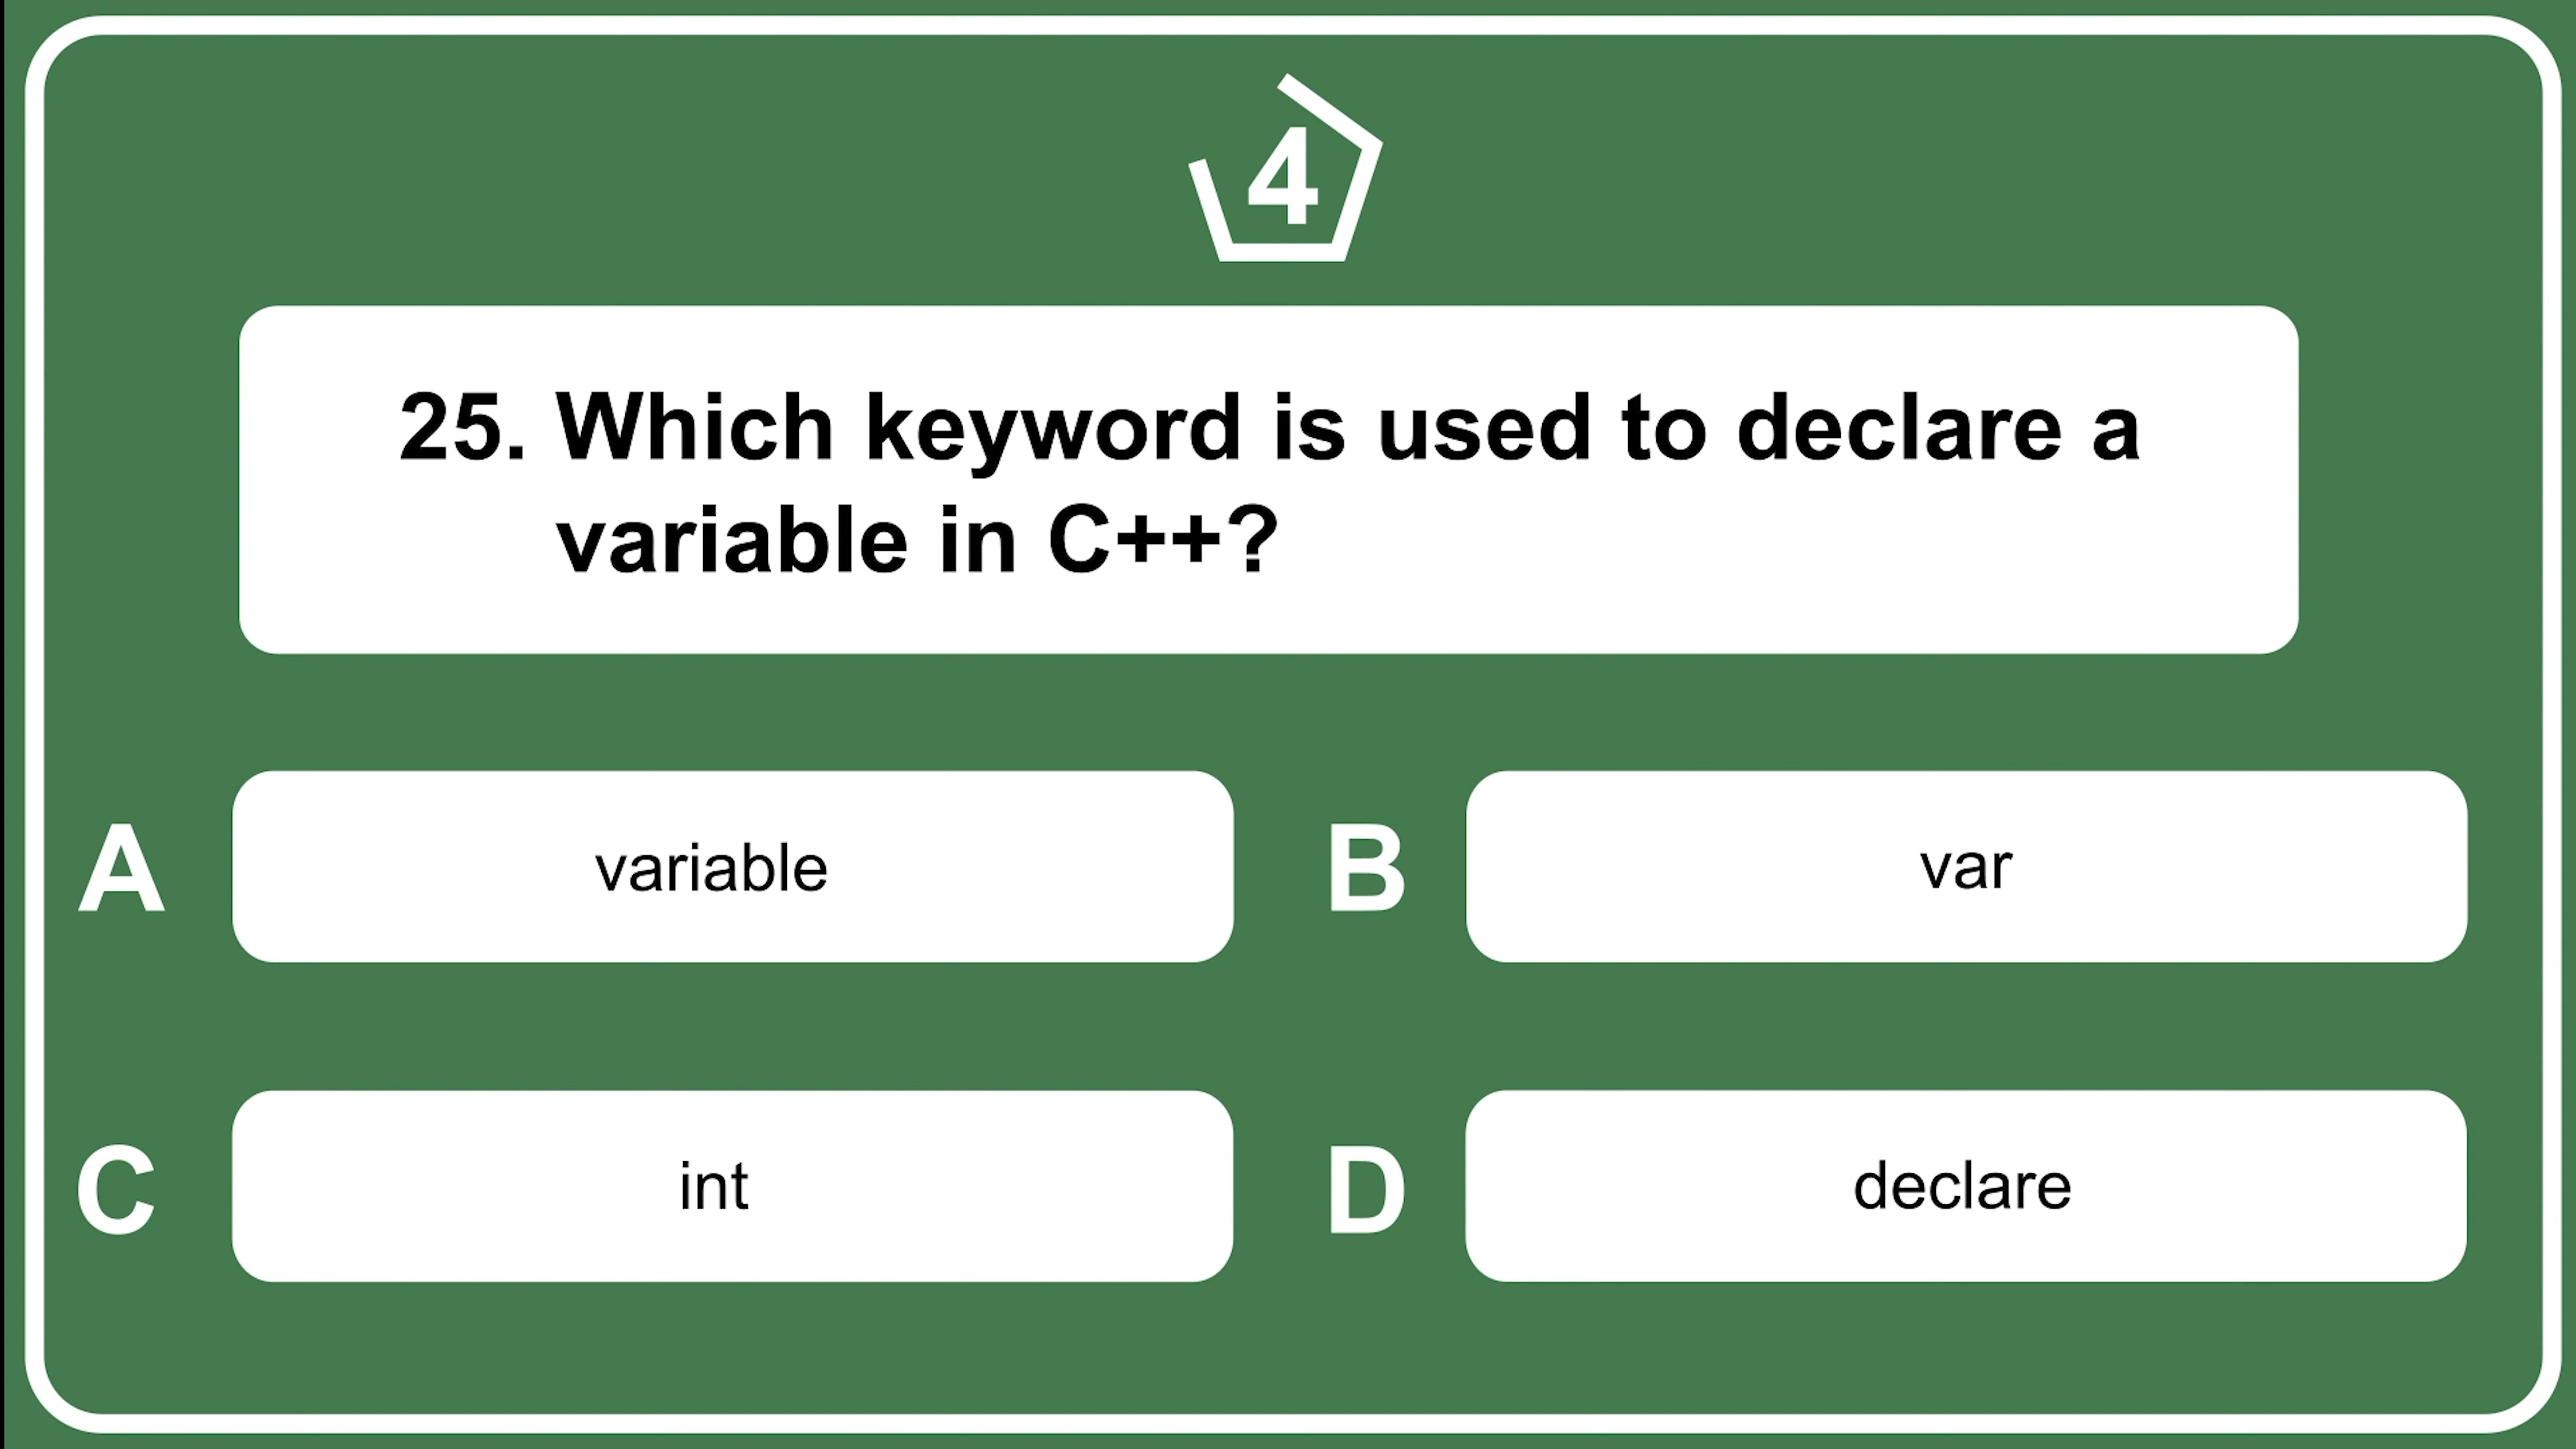 4
25. Which keyword is used to declare a
variable in C++?
A variable
B var
C int
D declare